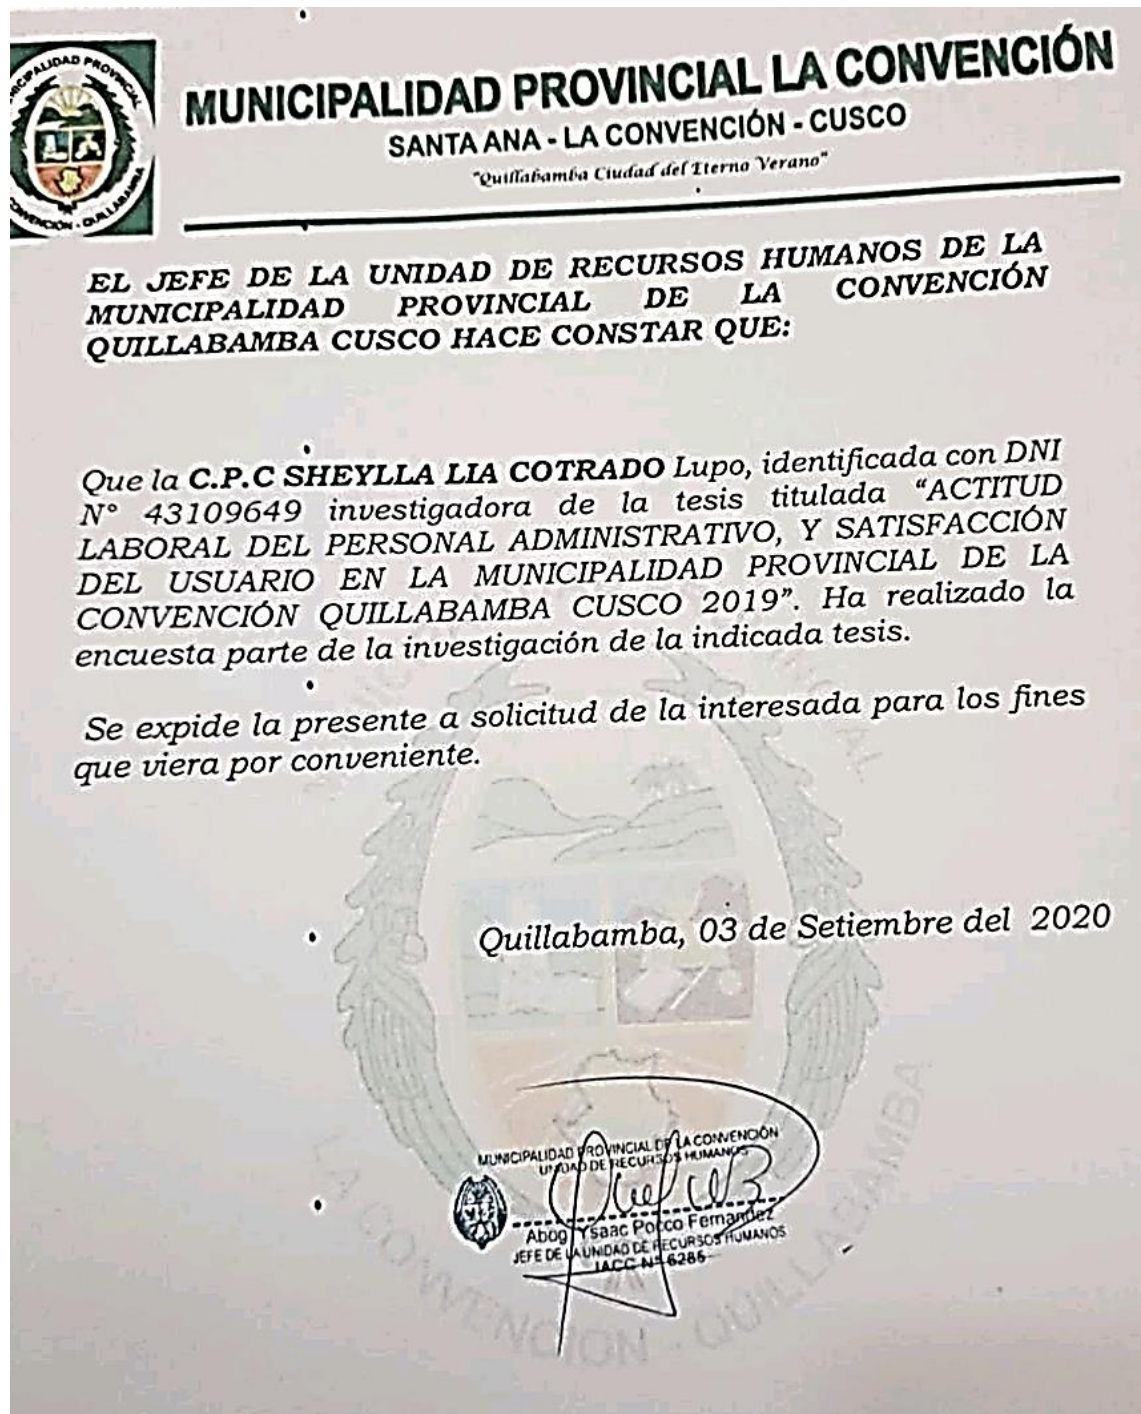 MUNICIPALIDAD PROVINCIAL LA CONVENCIÓN
SANTA ANA - LA CONVENCIÓN - CUSCO
"Quillabamba Ciudad del Eterno Verano"
EL JEFE DE LA UNIDAD DE RECURSOS HUMANOS DE LA
MUNICIPALIDAD PROVINCIAL DE LA CONVENCIÓN
QUILLABAMBA CUSCO HACE CONSTAR QUE:
Que la C.P.C SHEYLLA LIA COTRADO Lupo, identificada con DNI
N° 43109649 investigadora de la tesis titulada “ACTITUD
LABORAL DEL PERSONAL ADMINISTRATIVO, Y SATISFACCIÓN
DEL USUARIO EN LA MUNICIPALIDAD PROVINCIAL DE LA
CONVENCIÓN QUILLABAMBA CUSCO 2019”. Ha realizado la
encuesta parte de la investigación de la indicada tesis.
Se expide la presente a solicitud de la interesada para los fines
que viera por conveniente.
Quillabamba, 03 de Setiembre del 2020
MUNICIPALIDAD PROVINCIAL DE LA CONVENCIÓN
UNIDAD DE RECURSOS HUMANOS
Abog Ysaac Pocco Fernandez
JEFE DE LA UNIDAD DE RECURSOS HUMANOS
N° 6286
LA CONVENCIÓN - QUILLABAMBA